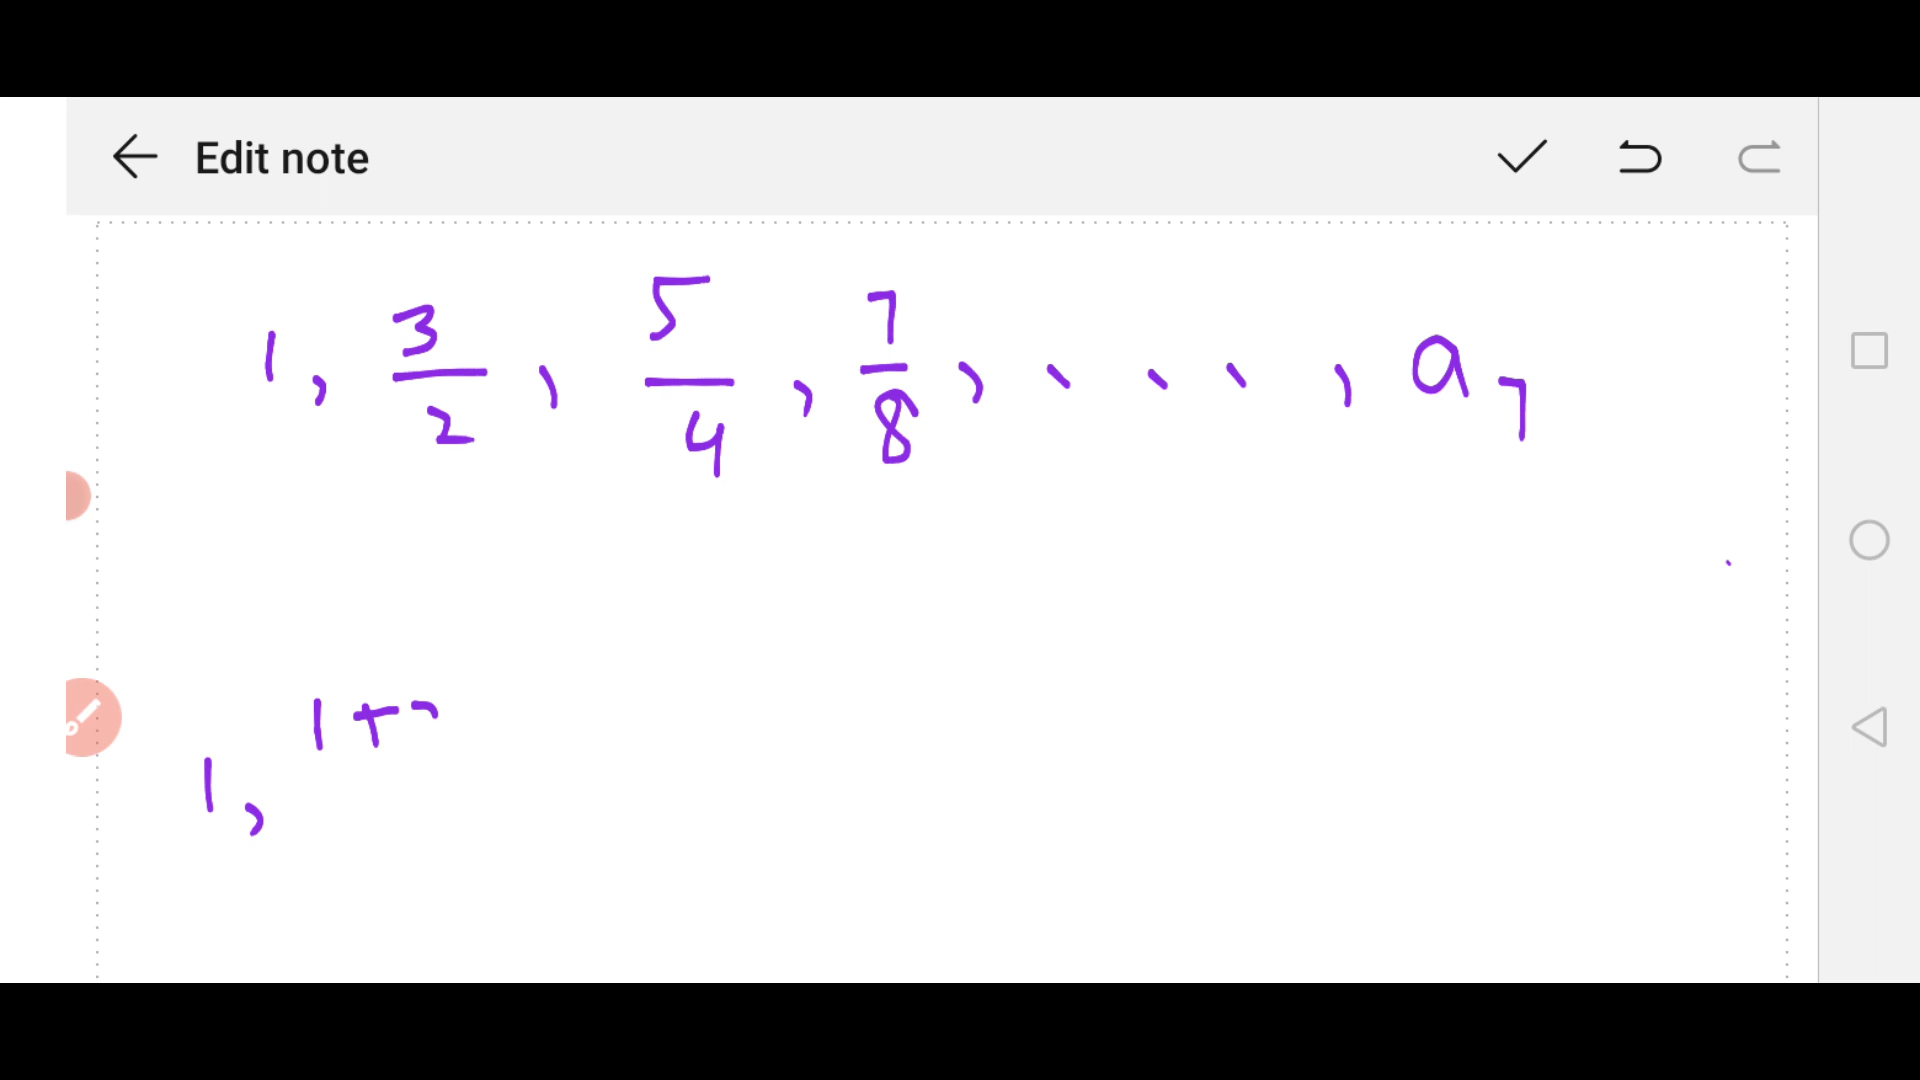 Edit note
1, 3/2, 5/4, 7/8, . . . , a₇
1, 1+